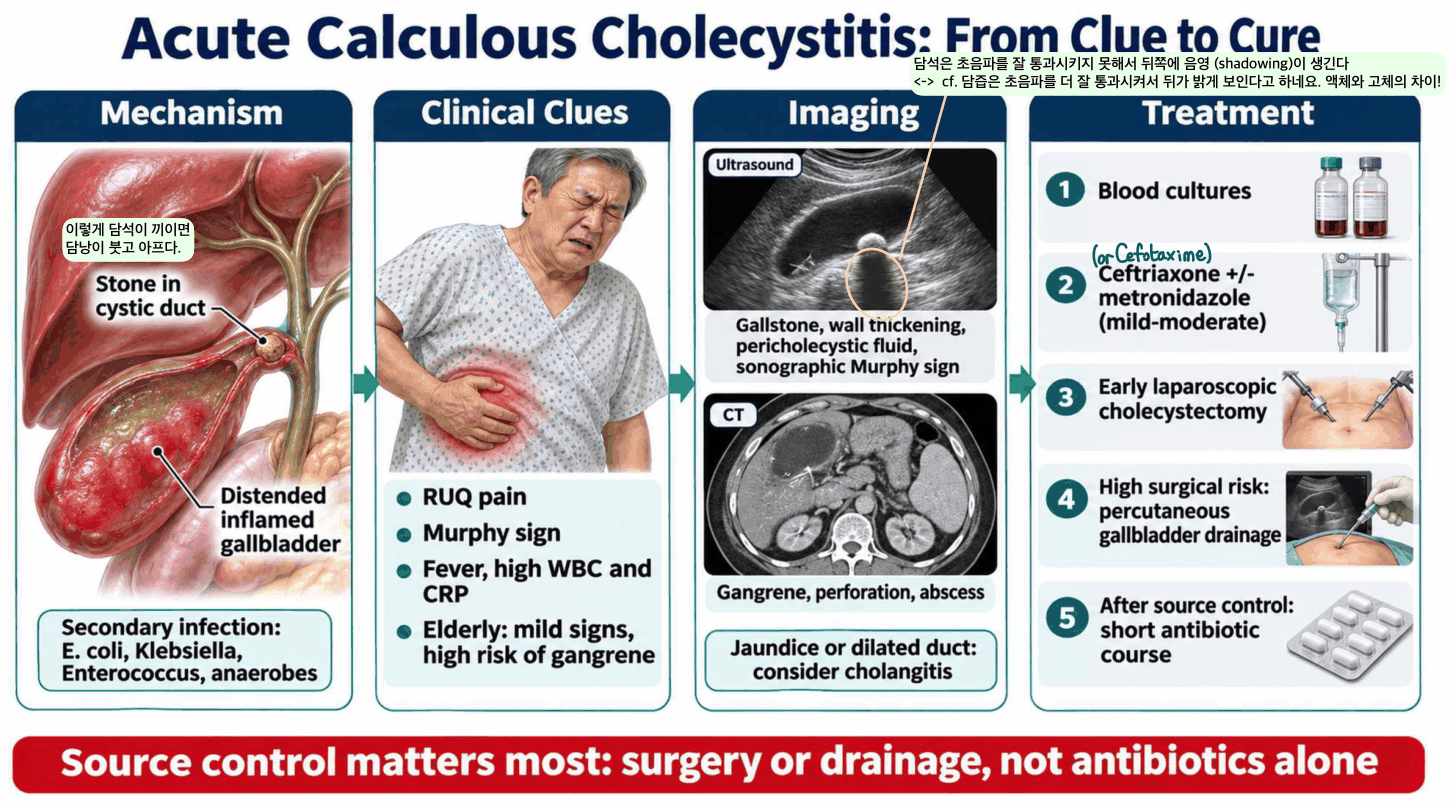 Acute Calculous Cholecystitis: From Clue to Cure
담석은 초음파를 잘 통과시키지 못해서 뒤쪽에 음영 (shadowing)이 생긴다
<-> cf. 담즙은 초음파를 더 잘 통과시켜서 뒤가 밝게 보인다고 하네요. 액체와 고체의 차이!
Mechanism
이렇게 담석이 끼이면
담낭이 붓고 아프다.
Stone in
cystic duct
Distended
inflamed
gallbladder
Secondary infection:
E. coli, Klebsiella,
Enterococcus, anaerobes
Clinical Clues
RUQ pain
Murphy sign
Fever, high WBC and
CRP
Elderly: mild signs,
high risk of gangrene
Imaging
Ultrasound
Gallstone, wall thickening,
pericholecystic fluid,
sonographic Murphy sign
CT
Gangrene, perforation, abscess
Jaundice or dilated duct:
consider cholangitis
Treatment
1
Blood cultures
(or Cefotaxime)
2
Ceftriaxone +/-
metronidazole
(mild-moderate)
3
Early laparoscopic
cholecystectomy
4
High surgical risk:
percutaneous
gallbladder drainage
5
After source control:
short antibiotic
course
Source control matters most: surgery or drainage, not antibiotics alone